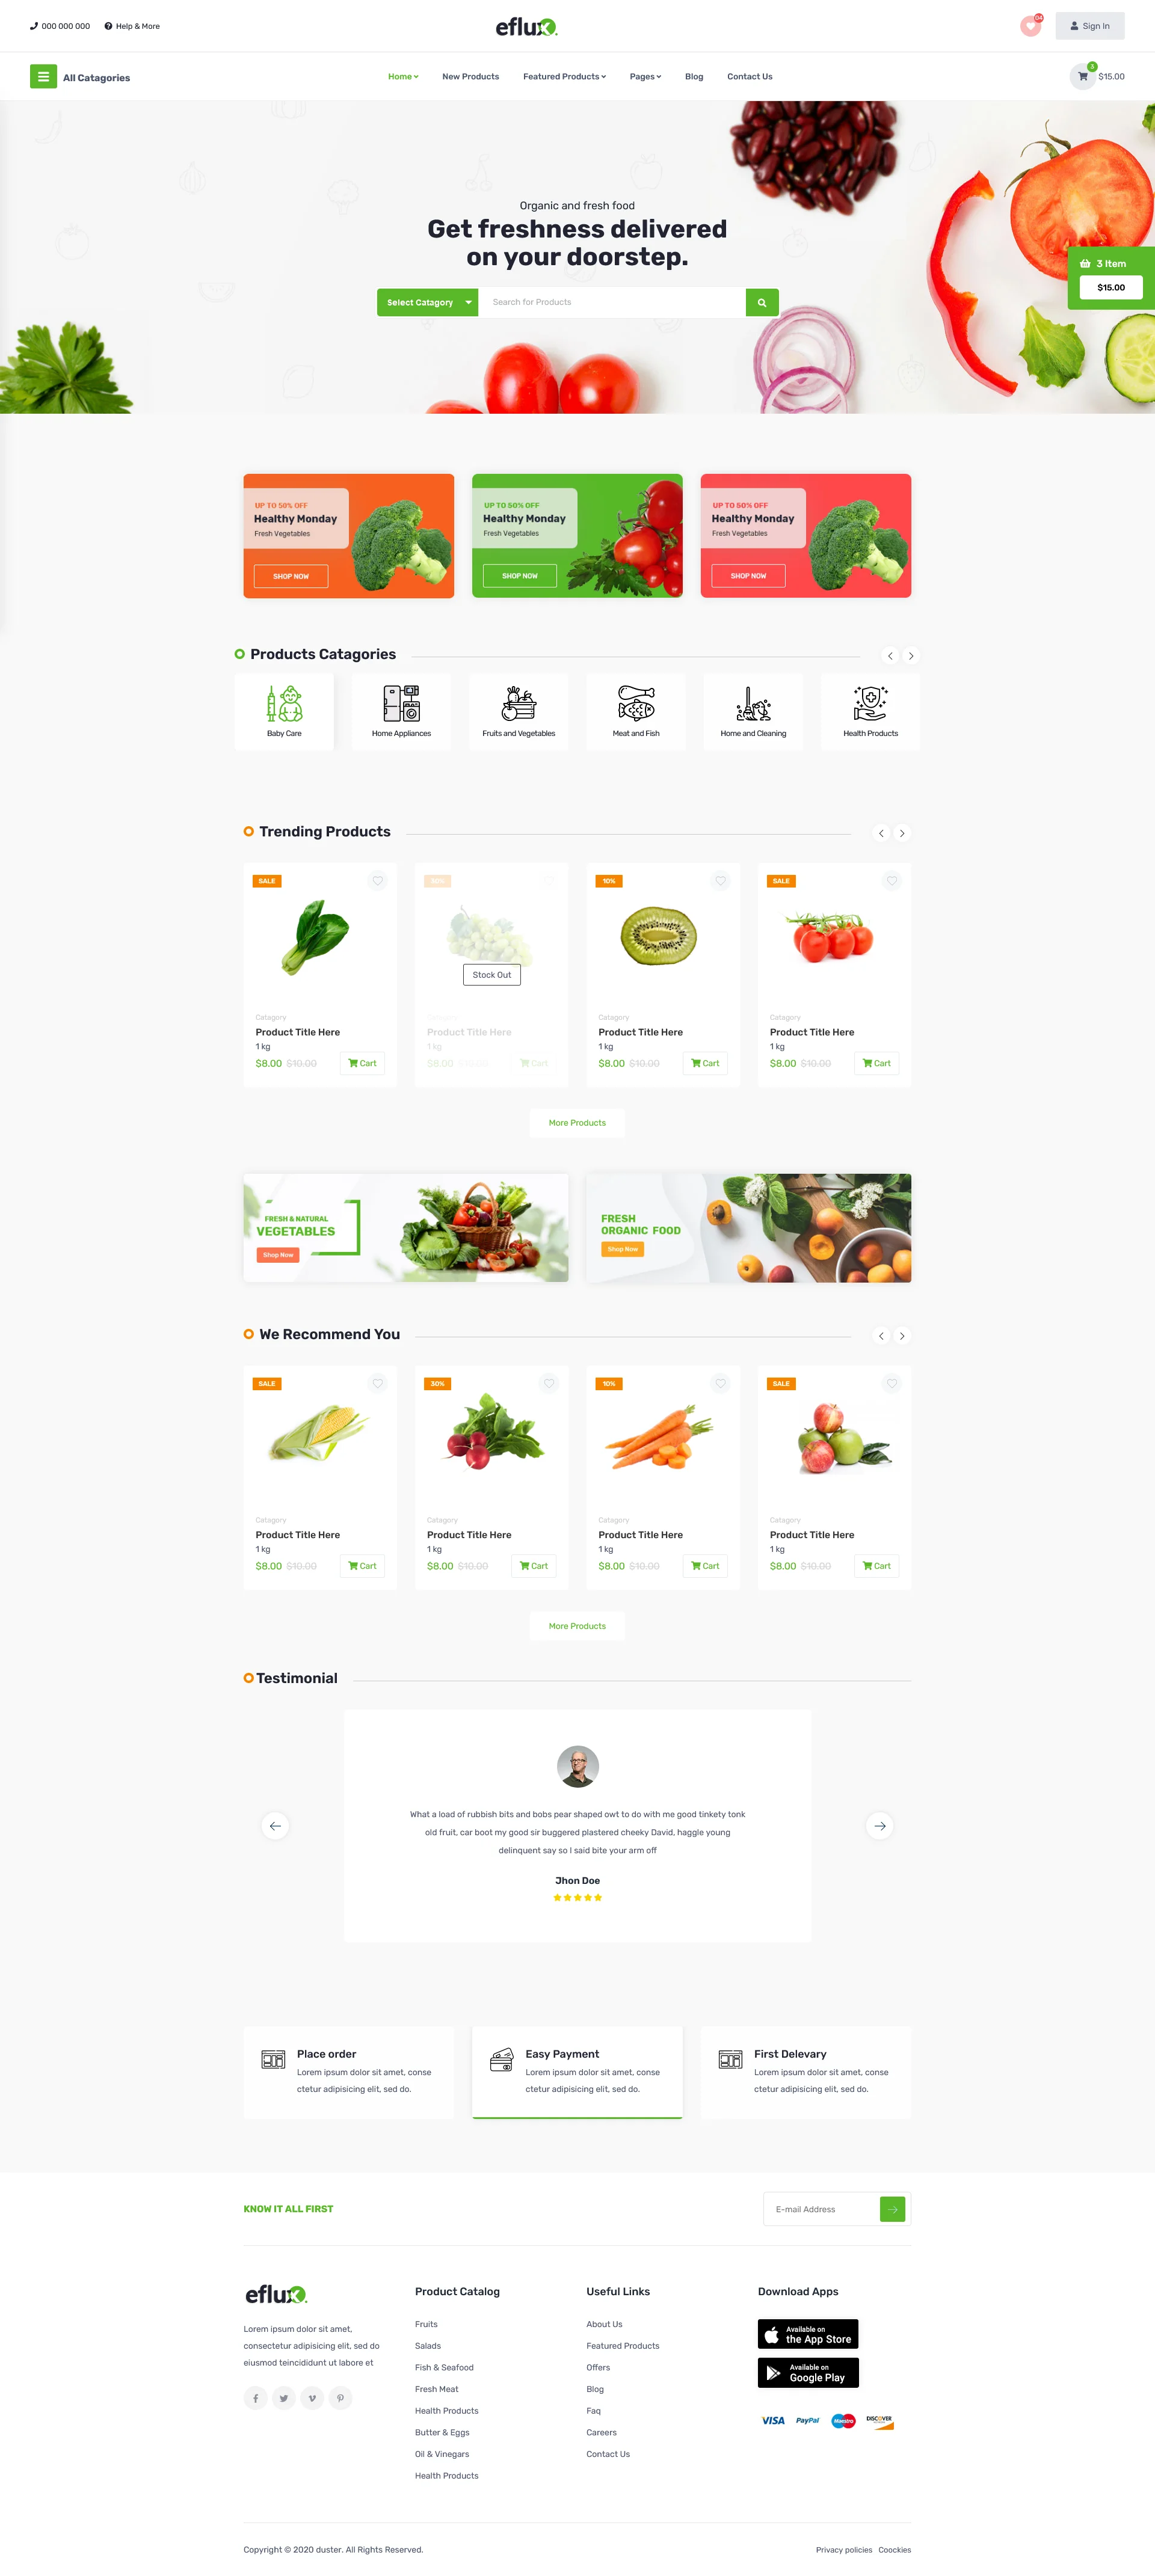 000 000 000 Help & More
eflux.
04
Sign In
All Catagories
Home New Products Featured Products Pages Blog Contact Us
3
$15.00
Organic and fresh food
Get freshness delivered
on your doorstep.
Select Catagory Search for Products
3 Item
$15.00
UP TO 50% OFF
Healthy Monday
Fresh Vegetables
SHOP NOW
UP TO 50% OFF
Healthy Monday
Fresh Vegetables
SHOP NOW
UP TO 50% OFF
Healthy Monday
Fresh Vegetables
SHOP NOW
Products Catagories
Baby Care
Home Appliances
Fruits and Vegetables
Meat and Fish
Home and Cleaning
Health Products
Trending Products
SALE
Catagory
Product Title Here
1 kg
$8.00 $10.00 Cart
Stock Out
Product Title Here
1 kg
$8.00 $10.00 Cart
10%
Catagory
Product Title Here
1 kg
$8.00 $10.00 Cart
SALE
Catagory
Product Title Here
1 kg
$8.00 $10.00 Cart
More Products
FRESH & NATURAL
VEGETABLES
Shop Now
FRESH
ORGANIC FOOD
Shop Now
We Recommend You
SALE
Catagory
Product Title Here
1 kg
$8.00 $10.00 Cart
30%
Catagory
Product Title Here
1 kg
$8.00 $10.00 Cart
10%
Catagory
Product Title Here
1 kg
$8.00 $10.00 Cart
SALE
Catagory
Product Title Here
1 kg
$8.00 $10.00 Cart
More Products
Testimonial
What a load of rubbish bits and bobs pear shaped owt to do with me good tinkety tonk
old fruit, car boot my good sir buggered plastered cheeky David, haggle young
delinquent say so I said bite your arm off
Jhon Doe
Place order
Lorem ipsum dolor sit amet, conse
ctetur adipisicing elit, sed do.
Easy Payment
Lorem ipsum dolor sit amet, conse
ctetur adipisicing elit, sed do.
First Delevary
Lorem ipsum dolor sit amet, conse
ctetur adipisicing elit, sed do.
KNOW IT ALL FIRST
E-mail Address
eflux.
Lorem ipsum dolor sit amet,
consectetur adipisicing elit, sed do
eiusmod teincididunt ut labore et
Product Catalog
Fruits
Salads
Fish & Seafood
Fresh Meat
Health Products
Butter & Eggs
Oil & Vinegars
Health Products
Useful Links
About Us
Featured Products
Offers
Blog
Faq
Careers
Contact Us
Download Apps
Available on
the App Store
Available on
Google Play
VISA PayPal Maestro DISCOVER
Copyright © 2020 duster. All Rights Reserved.
Privacy policies Coockies